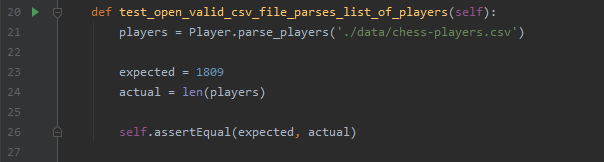 20 def test_open_valid_csv_file_parses_list_of_players(self):
21 players = Player.parse_players('./data/chess-players.csv')
22
23 expected = 1809
24 actual = len(players)
25
26 self.assertEqual(expected, actual)
27